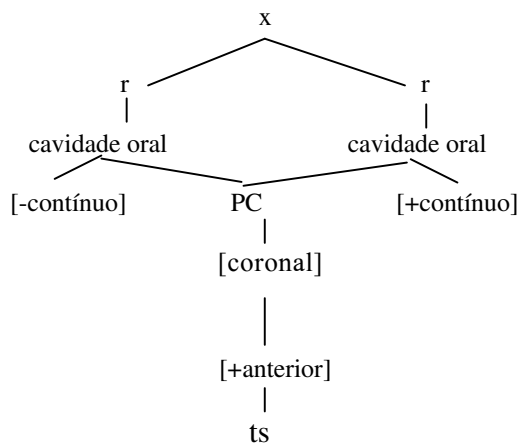 x
r r
cavidade oral cavidade oral
[-contínuo] PC [+contínuo]
[coronal]
[+anterior]
ts